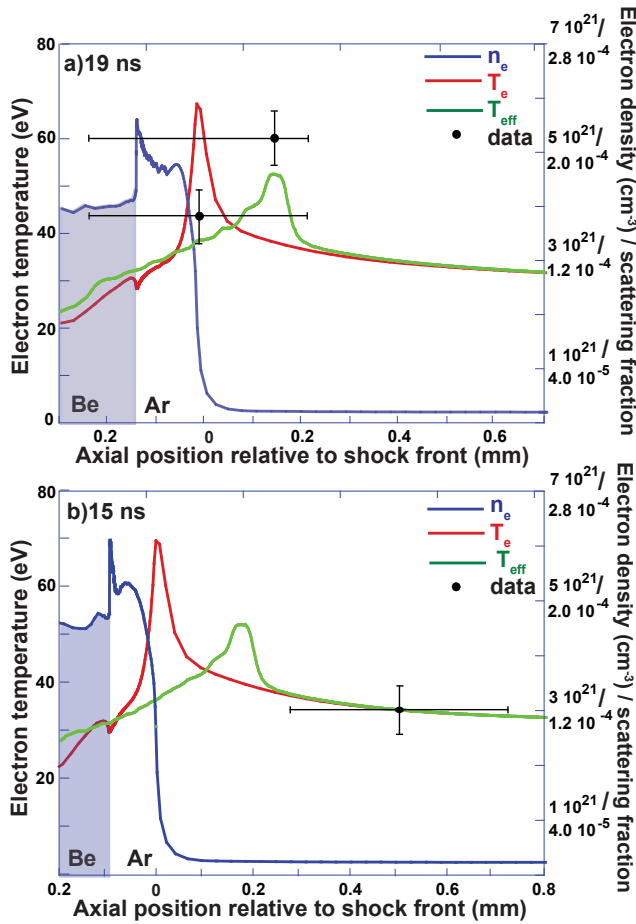 a)19 ns
n_e
T_e
T_eff
data
80
60
40
20
0
Electron temperature (eV)
7 10^21 /
2.8 10^-4
5 10^21 /
2.0 10^-4
3 10^21 /
1.2 10^-4
1 10^21 /
4.0 10^-5
Electron density (cm^-3) / scattering fraction
Be
Ar
0.2
0.2
0
0.2
0.4
0.6
Axial position relative to shock front (mm)
b)15 ns
n_e
T_e
T_eff
data
80
60
40
20
Electron temperature (eV)
7 10^21 /
2.8 10^-4
5 10^21 /
2.0 10^-4
3 10^21 /
1.2 10^-4
1 10^21 /
4.0 10^-5
Electron density (cm^-3) / scattering fraction
Be
Ar
0.2
0
0.2
0.4
0.6
0.8
Axial position relative to shock front (mm)